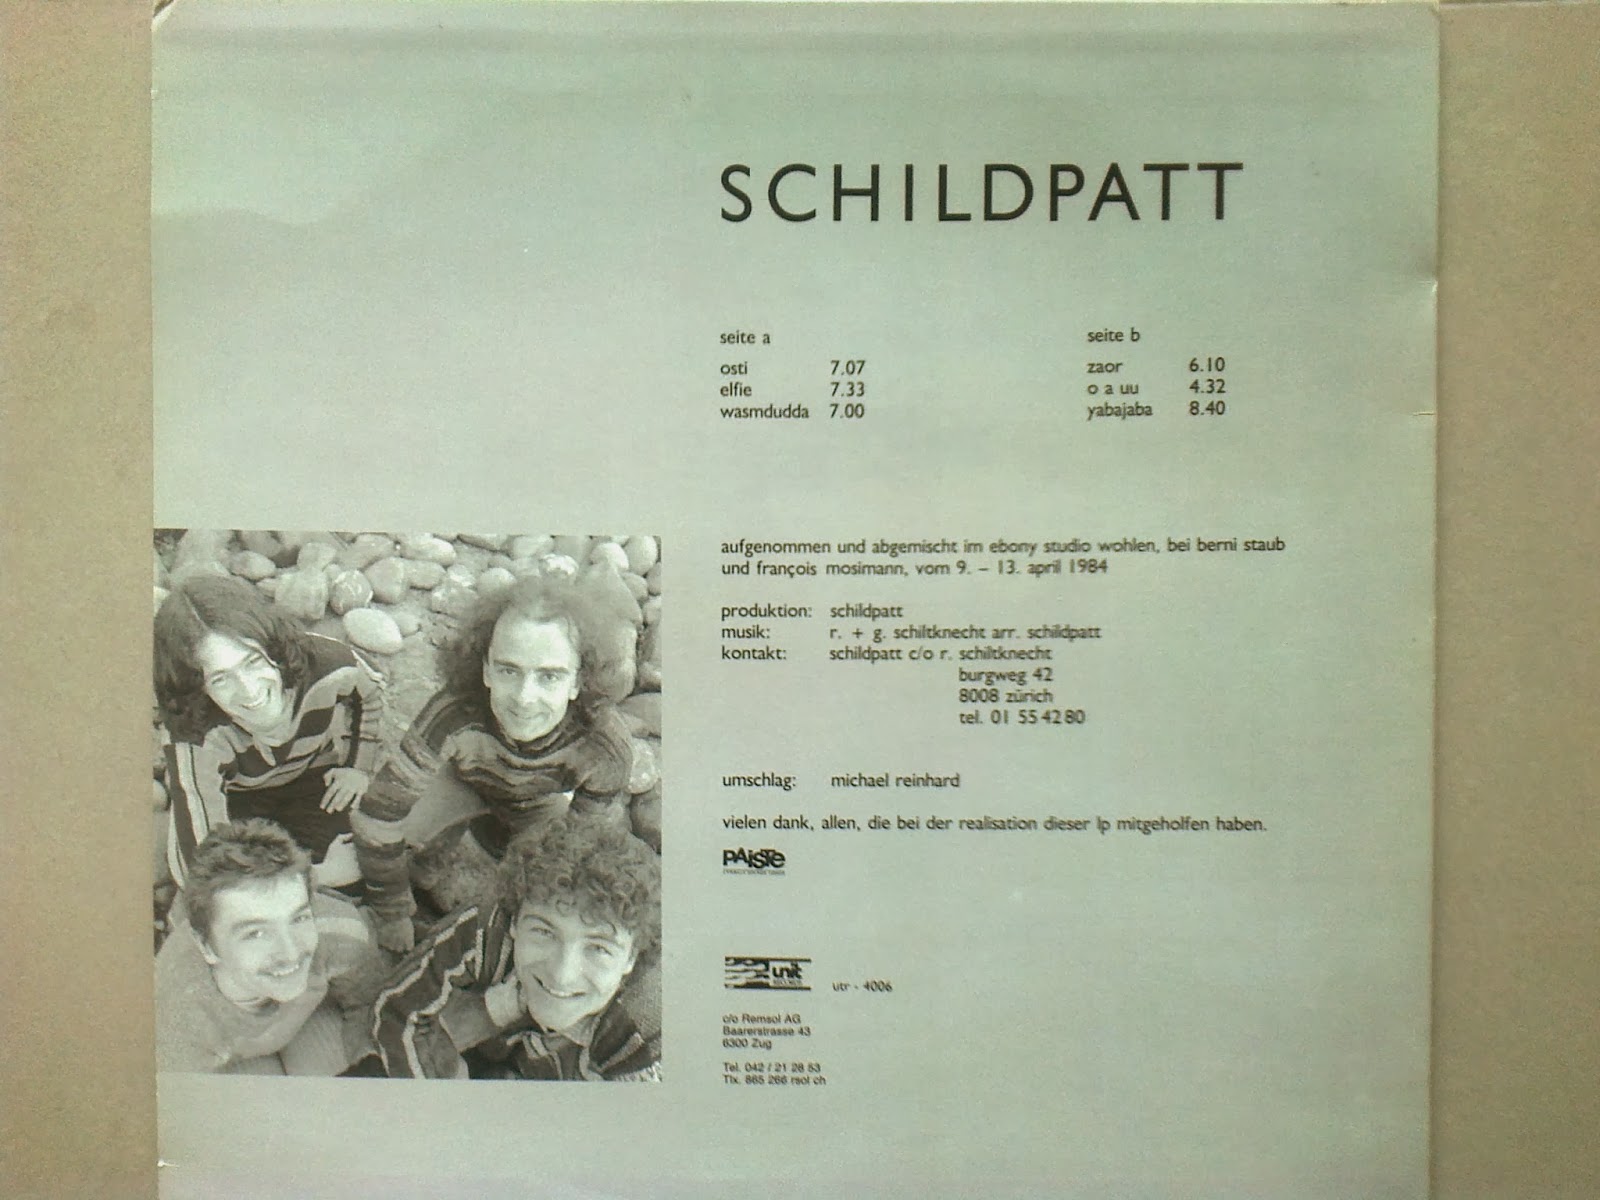 SCHILDPATT
seite a
osti 7.07
elfie 7.33
wasmdudda 7.00
seite b
zaor 6.10
o a uu 4.32
yabajaba 8.40
aufgenommen und abgemischt im ebony studio wohlen, bei berni staub
und françois mosimann, vom 9. – 13. april 1984
produktion: schildpatt
musik: r. + g. schiltknecht arr. schildpatt
kontakt: schildpatt c/o r. schiltknecht
burgweg 42
8008 zürich
tel. 01 55 42 80
umschlag: michael reinhard
vielen dank, allen, die bei der realisation dieser lp mitgeholfen haben.
PAiSTe
unit
RECORDS
utr - 4006
c/o Remsol AG
Baarerstrasse 43
6300 Zug
Tel. 042 / 21 28 53
Tlx. 865 266 rsol ch